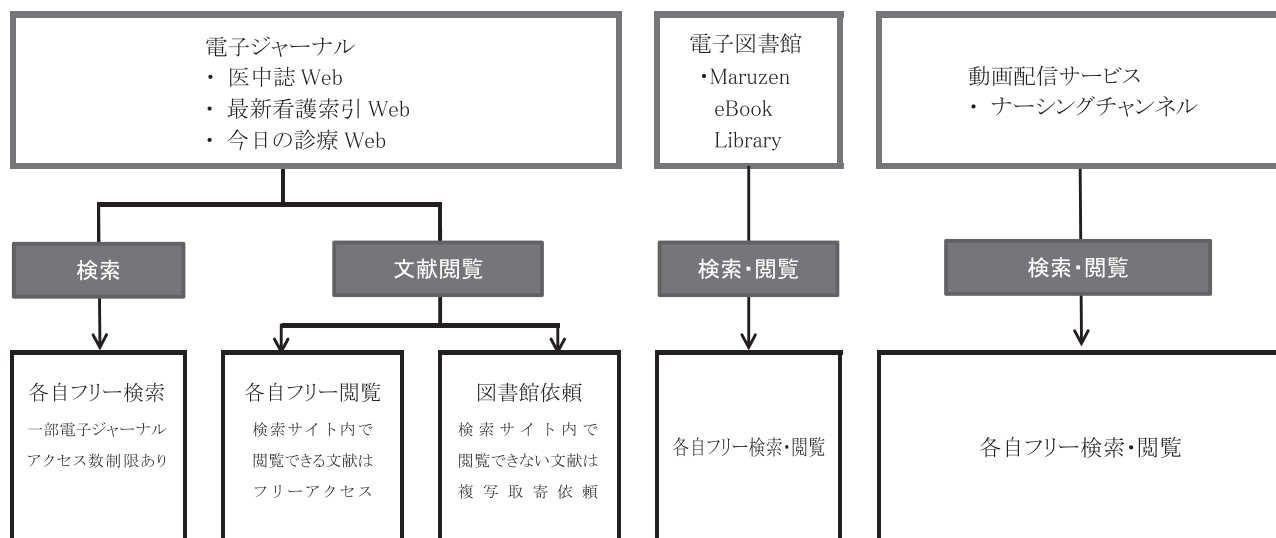 電子ジャーナル
・ 医中誌 Web
・ 最新看護索引 Web
・ 今日の診療 Web
電子図書館
・Maruzen
eBook
Library
動画配信サービス
・ ナーシングチャンネル
検索
文献閲覧
検索・閲覧
検索・閲覧
各自フリー検索
一部電子ジャーナル
アクセス数制限あり
各自フリー閲覧
検索サイト内で
閲覧できる文献は
フリーアクセス
図書館依頼
検索サイト内で
閲覧できない文献は
複写取寄依頼
各自フリー検索・閲覧
各自フリー検索・閲覧